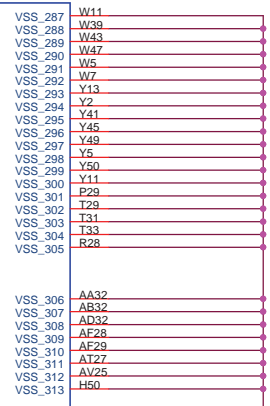 VSS_287 W11
VSS_288 W39
VSS_289 W43
VSS_290 W47
VSS_291 W5
VSS_292 W7
VSS_293 Y13
VSS_294 Y2
VSS_295 Y41
VSS_296 Y45
VSS_297 Y49
VSS_298 Y5
VSS_299 Y50
VSS_300 Y11
VSS_301 P29
VSS_302 T29
VSS_303 T31
VSS_304 T33
VSS_305 R28
VSS_306 AA32
VSS_307 AB32
VSS_308 AD32
VSS_309 AF28
VSS_310 AF29
VSS_311 AT27
VSS_312 AV25
VSS_313 H50